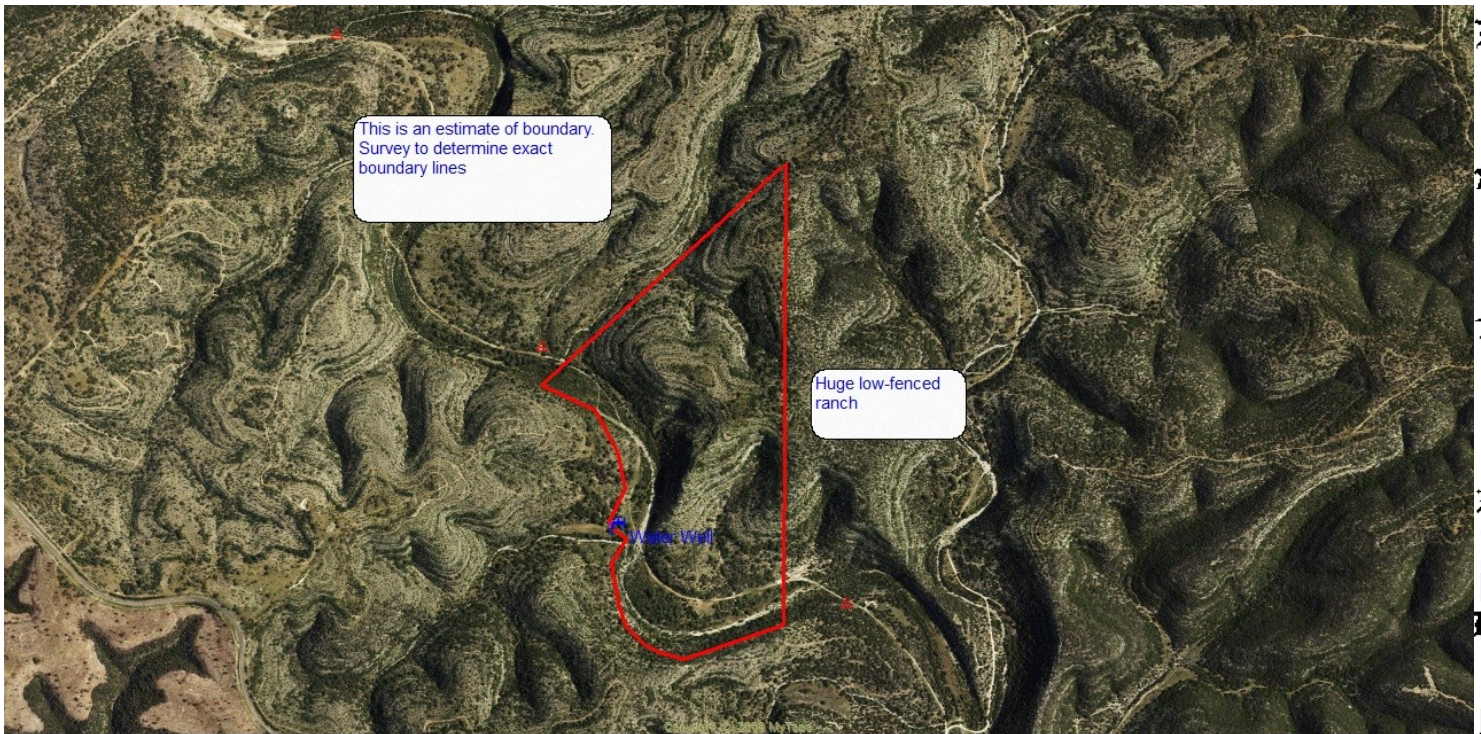 This is an estimate of boundary.
Survey to determine exact
boundary lines
Huge low-fenced
ranch
Water Well